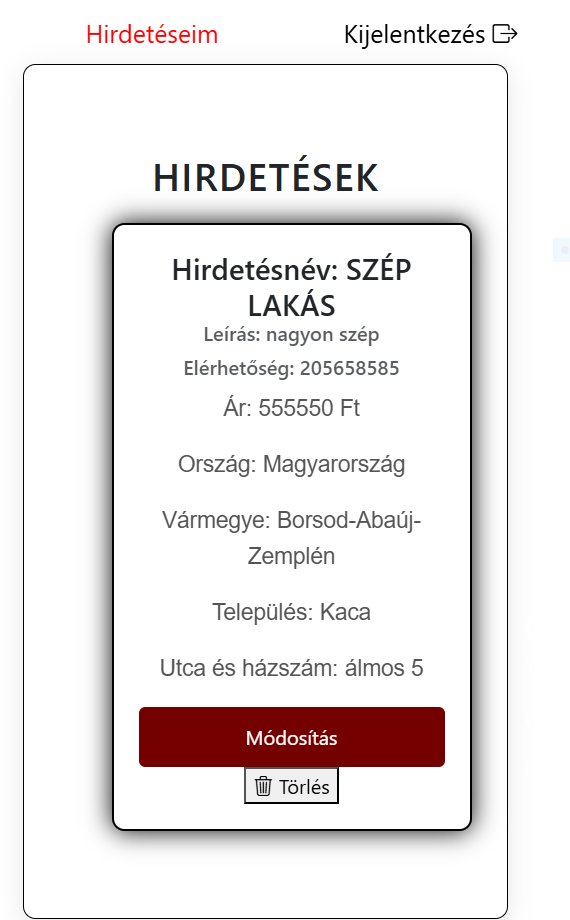 Hirdetéseim
Kijelentkezés
HIRDETÉSEK
Hirdetésnév: SZÉP
LAKÁS
Leírás: nagyon szép
Elérhetőség: 205658585
Ár: 555550 Ft
Ország: Magyarország
Vármegye: Borsod-Abaúj-
Zemplén
Település: Kaca
Utca és házszám: álmos 5
Módosítás
Törlés